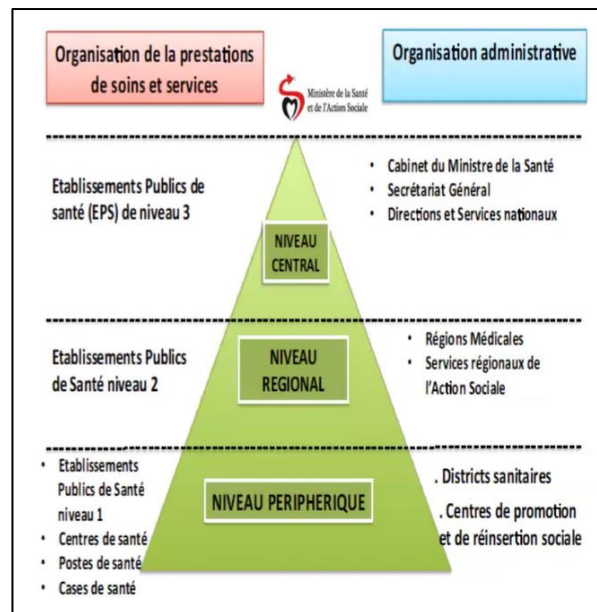 Organisation de la prestations
de soins et services
Ministère de la Santé
et de l'Action Sociale
Organisation administrative
Etablissements Publics de
santé (EPS) de niveau 3
NIVEAU
CENTRAL
• Cabinet du Ministre de la Santé
• Secrétariat Général
• Directions et Services nationaux
Etablissements Publics
de Santé niveau 2
NIVEAU
REGIONAL
• Régions Médicales
• Services régionaux de
l'Action Sociale
• Etablissements
Publics de Santé
niveau 1
• Centres de santé
• Postes de santé
• Cases de santé
NIVEAU PERIPHERIQUE
. Districts sanitaires
. Centres de promotion
et de réinsertion sociale